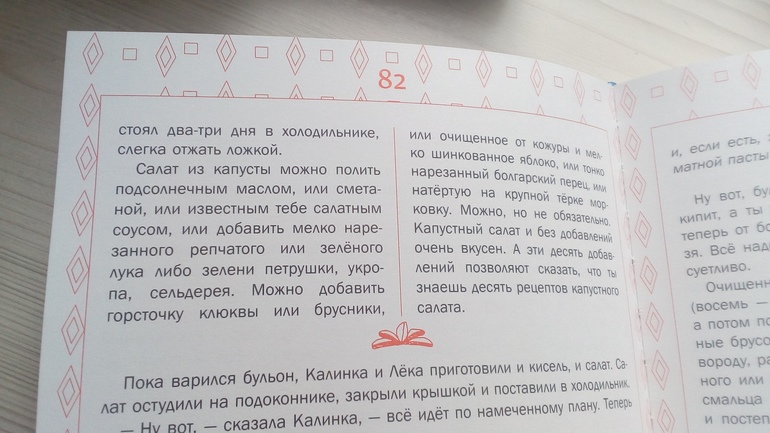 82
стоял два-три дня в холодильнике,
слегка отжать ложкой.
Салат из капусты можно полить
подсолнечным маслом, или смета-
ной, или известным тебе салатным
соусом, или добавить мелко наре-
занного репчатого или зелёного
лука либо зелени петрушки, укро-
па, сельдерея. Можно добавить
горсточку клюквы или брусники,
или очищенное от кожуры и мел-
ко шинкованное яблоко, или тонко
нарезанный болгарский перец, или
натёртую на крупной тёрке мор-
ковку. Можно, но не обязательно.
Капустный салат и без добавлений
очень вкусен. А эти десять добав-
лений позволяют сказать, что ты
знаешь десять рецептов капустного
салата.
Пока варился бульон, Калинка и Лёка приготовили и кисель, и салат. Са-
лат остудили на подоконнике, закрыли крышкой и поставили в холодильник.
— Ну вот, — сказала Калинка, — всё идёт по намеченному плану. Теперь
и, если есть,
матной пасты
Ну вот,
кипит, а ты
теперь от
зя. Всё
суетливо.
(восемь —
а потом
ные
вороду,
ного или
смальца
и